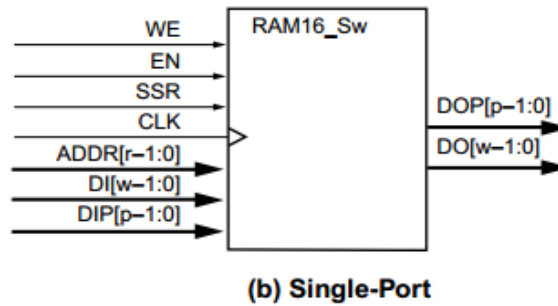 WE
EN
SSR
CLK
ADDR[r–1:0]
DI[w–1:0]
DIP[p–1:0]
RAM16_Sw
DOP[p–1:0]
DO[w–1:0]
(b) Single-Port